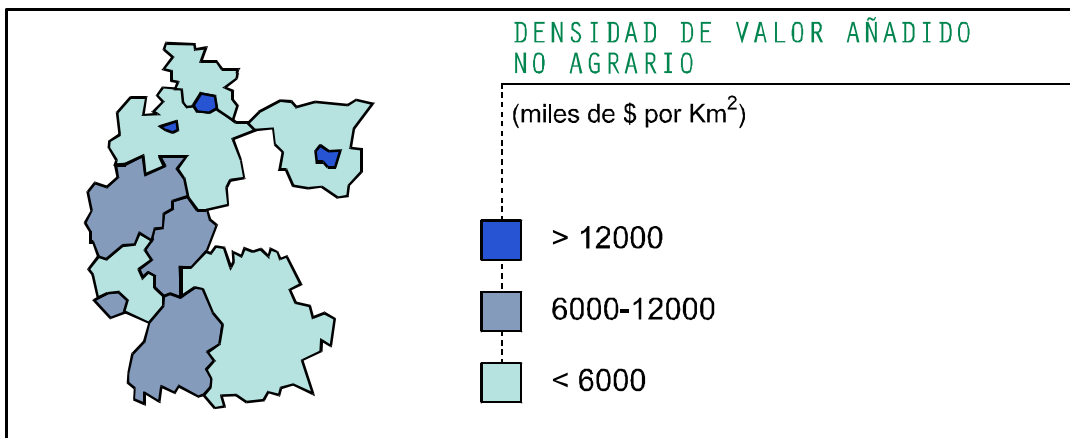 DENSIDAD DE VALOR AÑADIDO
NO AGRARIO
(miles de $ por Km²)
> 12000
6000-12000
< 6000